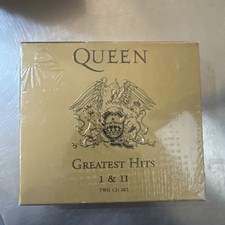 QUEEN
GREATEST HITS
I & II
TWO CD SET